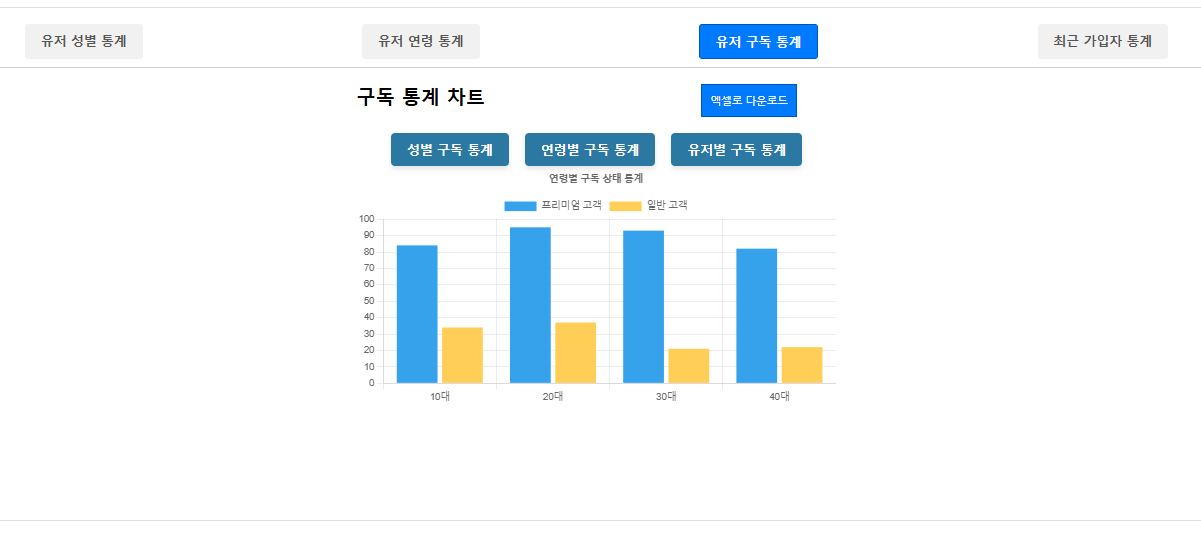 유저 성별 통계 유저 연령 통계 유저 구독 통계 최근 가입자 통계
구독 통계 차트 엑셀로 다운로드
성별 구독 통계 연령별 구독 통계 유저별 구독 통계
연령별 구독 상태 통계
프리미엄 고객 일반 고객
100
90
80
70
60
50
40
30
20
10
0
10대 20대 30대 40대